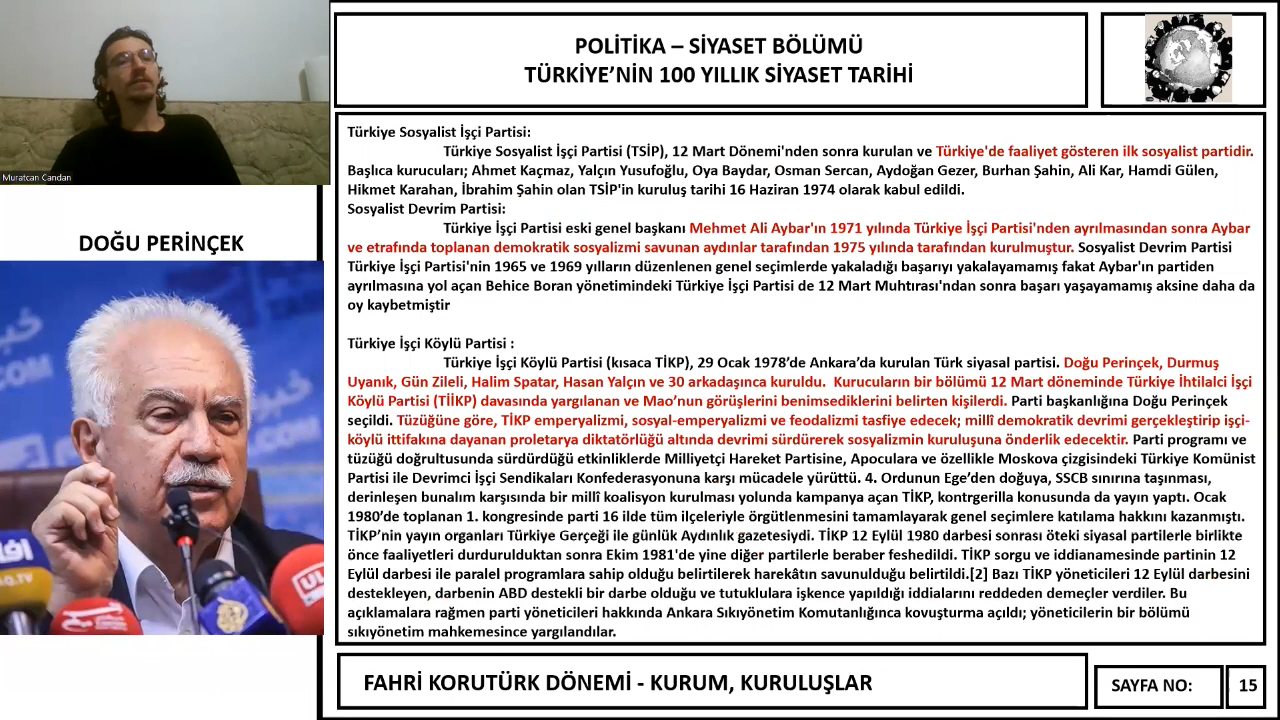 Muratcan Candan
DOĞU PERİNÇEK
POLİTİKA – SİYASET BÖLÜMÜ
TÜRKİYE’NİN 100 YILLIK SİYASET TARİHİ
Türkiye Sosyalist İşçi Partisi:
Türkiye Sosyalist İşçi Partisi (TSİP), 12 Mart Dönemi'nden sonra kurulan ve Türkiye'de faaliyet gösteren ilk sosyalist partidir.
Başlıca kurucuları; Ahmet Kaçmaz, Yalçın Yusufoğlu, Oya Baydar, Osman Sercan, Aydoğan Gezer, Burhan Şahin, Ali Kar, Hamdi Gülen,
Hikmet Karahan, İbrahim Şahin olan TSİP'in kuruluş tarihi 16 Haziran 1974 olarak kabul edildi.
Sosyalist Devrim Partisi:
Türkiye İşçi Partisi eski genel başkanı Mehmet Ali Aybar'ın 1971 yılında Türkiye İşçi Partisi'nden ayrılmasından sonra Aybar
ve etrafında toplanan demokratik sosyalizmi savunan aydınlar tarafından 1975 yılında tarafından kurulmuştur. Sosyalist Devrim Partisi
Türkiye İşçi Partisi'nin 1965 ve 1969 yılların düzenlenen genel seçimlerde yakaladığı başarıyı yakalayamamış fakat Aybar'ın partiden
ayrılmasına yol açan Behice Boran yönetimindeki Türkiye İşçi Partisi de 12 Mart Muhtırası'ndan sonra başarı yaşayamamış aksine daha da
oy kaybetmiştir
Türkiye İşçi Köylü Partisi :
Türkiye İşçi Köylü Partisi (kısaca TİKP), 29 Ocak 1978’de Ankara’da kurulan Türk siyasal partisi. Doğu Perinçek, Durmuş
Uyanık, Gün Zileli, Halim Spatar, Hasan Yalçın ve 30 arkadaşınca kuruldu. Kurucuların bir bölümü 12 Mart döneminde Türkiye İhtilalci İşçi
Köylü Partisi (TİİKP) davasında yargılanan ve Mao’nun görüşlerini benimsediklerini belirten kişilerdi. Parti başkanlığına Doğu Perinçek
seçildi. Tüzüğüne göre, TİKP emperyalizmi, sosyal-emperyalizmi ve feodalizmi tasfiye edecek; millî demokratik devrimi gerçekleştirip işçi-
köylü ittifakına dayanan proletarya diktatörlüğü altında devrimi sürdürerek sosyalizmin kuruluşuna önderlik edecektir. Parti programı ve
tüzüğü doğrultusunda sürdürdüğü etkinliklerde Milliyetçi Hareket Partisine, Apoculara ve özellikle Moskova çizgisindeki Türkiye Komünist
Partisi ile Devrimci İşçi Sendikaları Konfederasyonuna karşı mücadele yürüttü. 4. Ordunun Ege’den doğuya, SSCB sınırına taşınması,
derinleşen bunalım karşısında bir millî koalisyon kurulması yolunda kampanya açan TİKP, kontrgerilla konusunda da yayın yaptı. Ocak
1980’de toplanan 1. kongresinde parti 16 ilde tüm ilçeleriyle örgütlenmesini tamamlayarak genel seçimlere katılama hakkını kazanmıştı.
TİKP’nin yayın organları Türkiye Gerçeği ile günlük Aydınlık gazetesiydi. TİKP 12 Eylül 1980 darbesi sonrası öteki siyasal partilerle birlikte
önce faaliyetleri durdurulduktan sonra Ekim 1981'de yine diğer partilerle beraber feshedildi. TİKP sorgu ve iddianamesinde partinin 12
Eylül darbesi ile paralel programlara sahip olduğu belirtilerek harekâtın savunulduğu belirtildi.[2] Bazı TİKP yöneticileri 12 Eylül darbesini
destekleyen, darbenin ABD destekli bir darbe olduğu ve tutuklulara işkence yapıldığı iddialarını reddeden demeçler verdiler. Bu
açıklamalara rağmen parti yöneticileri hakkında Ankara Sıkıyönetim Komutanlığınca kovuşturma açıldı; yöneticilerin bir bölümü
sıkıyönetim mahkemesince yargılandılar.
FAHRİ KORUTÜRK DÖNEMİ - KURUM, KURULUŞLAR
SAYFA NO:
15